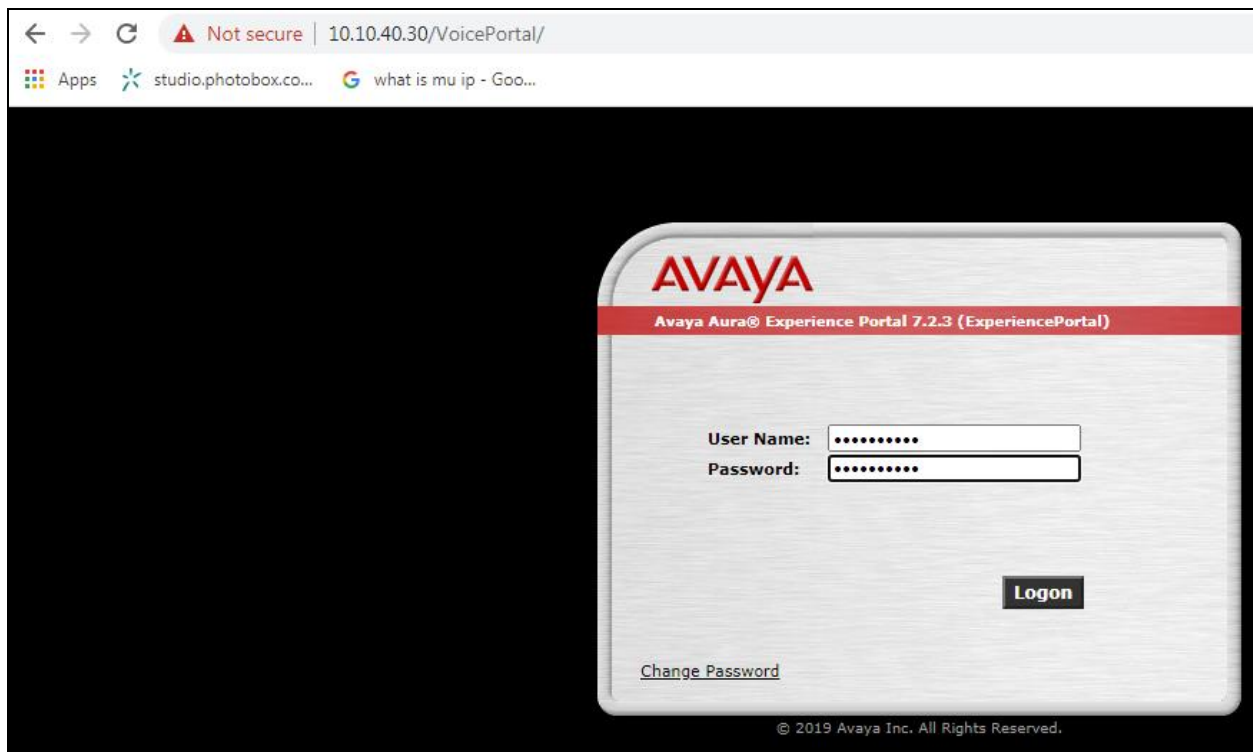 Not secure | 10.10.40.30/VoicePortal/
Apps studio.photobox.co... G what is mu ip - Goo...
AVAYA
Avaya Aura® Experience Portal 7.2.3 (ExperiencePortal)
User Name: ••••••••••
Password: ••••••••••
Logon
Change Password
© 2019 Avaya Inc. All Rights Reserved.